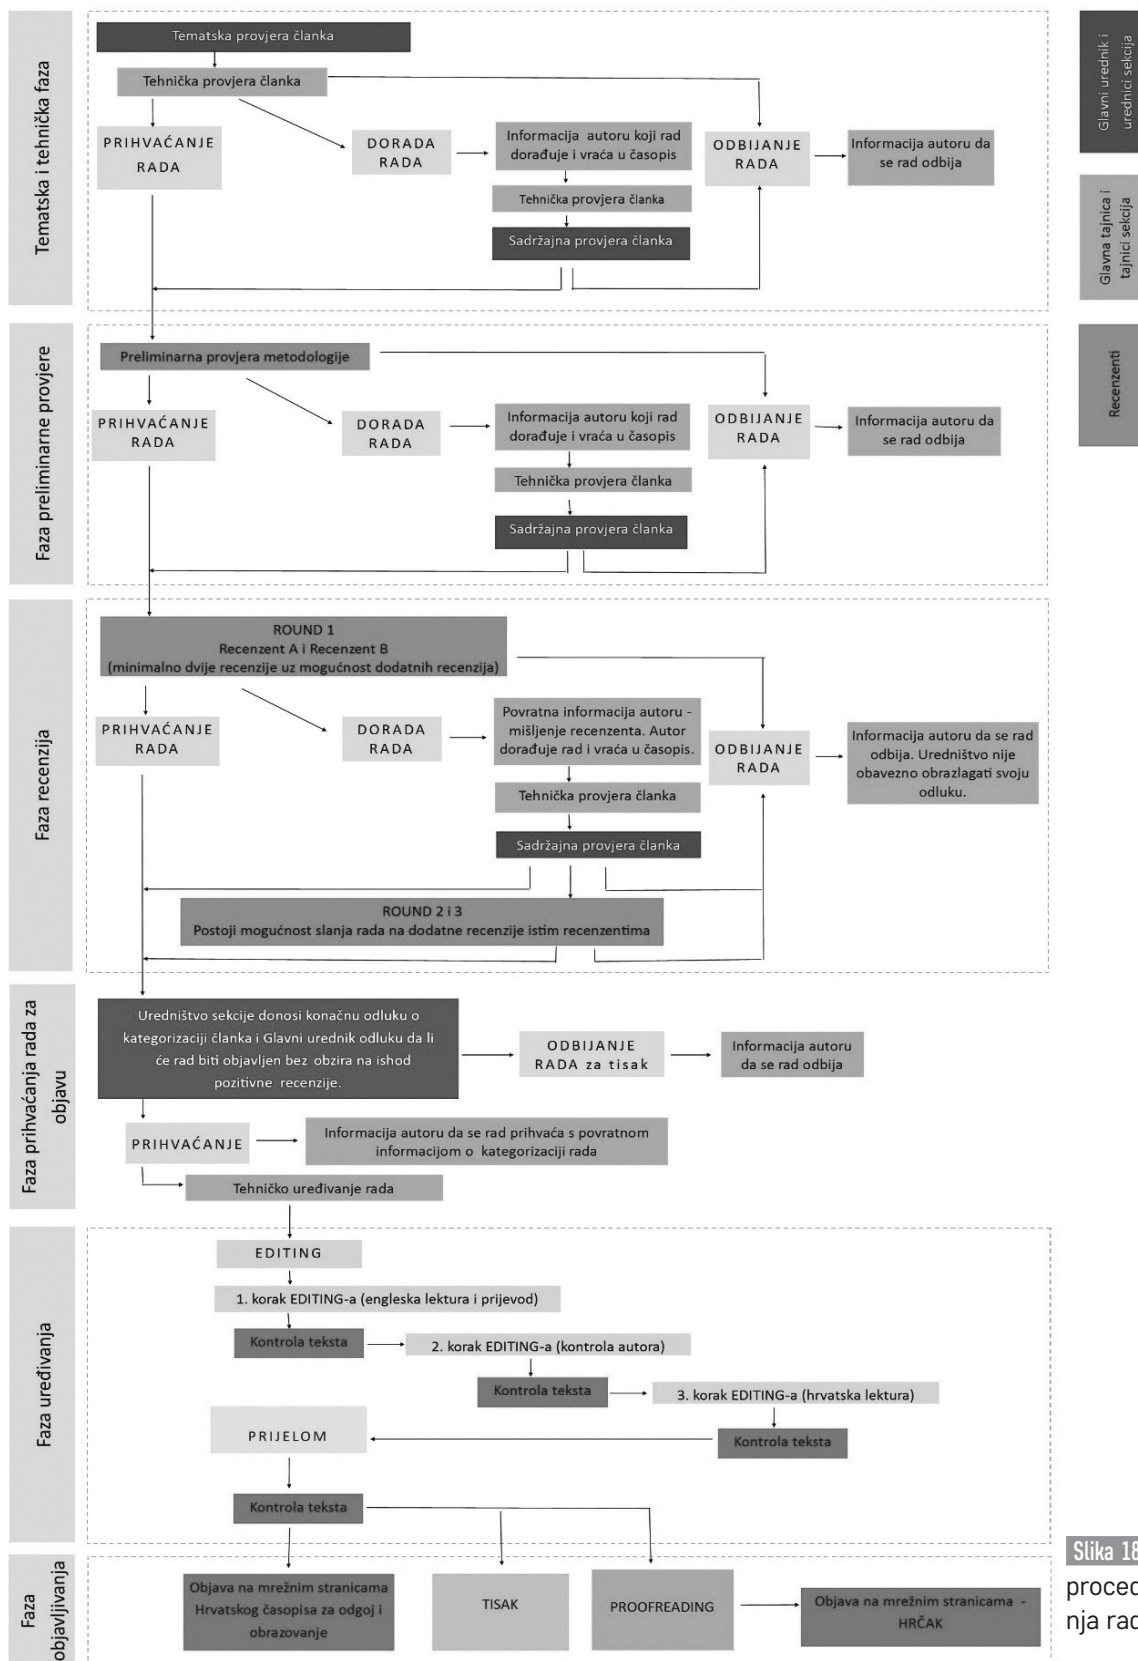 Tematska i tehnička faza
Tematska provjera članka
Tehnička provjera članka
PRIHVAĆANJE
RADA
DORADA
RADA
Informacija autoru koji rad
dorađuje i vraća u časopis
Tehnička provjera članka
Sadržajna provjera članka
ODBIJANJE
RADA
Informacija autoru da
se rad odbija
Glavni urednik i
urednici sekcija
Glavna tajnica i
tajnici sekcija
Recenzenti
Faza preliminarne provjere
Preliminarna provjera metodologije
PRIHVAĆANJE
RADA
DORADA
RADA
Informacija autoru koji rad
dorađuje i vraća u časopis
Tehnička provjera članka
Sadržajna provjera članka
ODBIJANJE
RADA
Informacija autoru da
se rad odbija
Faza recenzija
ROUND 1
Recenzent A i Recenzent B
(minimalno dvije recenzije uz mogućnost dodatnih recenzija)
PRIHVAĆANJE
RADA
DORADA
RADA
Povratna informacija autoru -
mišljenje recenzenta. Autor
dorađuje rad i vraća u časopis.
Tehnička provjera članka
Sadržajna provjera članka
ODBIJANJE
RADA
Informacija autoru da se rad
odbija. Uredništvo nije
obavezno obrazlagati svoju
odluku.
ROUND 2 i 3
Postoji mogućnost slanja rada na dodatne recenzije istim recenzentima
Faza prihvaćanja rada za
objavu
Uredništvo sekcije donosi konačnu odluku o
kategorizaciji članka i Glavni urednik odluku da li
će rad biti objavljen bez obzira na ishod
pozitivne recenzije.
ODBIJANJE
RADA za tisak
Informacija autoru
da se rad odbija
PRIHVAĆANJE
Informacija autoru da se rad prihvaća s povratnom
informacijom o kategorizaciji rada
Tehničko uređivanje rada
Faza uređivanja
EDITING
1. korak EDITING-a (engleska lektura i prijevod)
Kontrola teksta
2. korak EDITING-a (kontrola autora)
Kontrola teksta
3. korak EDITING-a (hrvatska lektura)
Kontrola teksta
PRIJELOM
Kontrola teksta
Faza
objavljivanja
Objava na mrežnim stranicama
Hrvatskog časopisa za odgoj i
obrazovanje
TISAK
PROOFREADING
Objava na mrežnim stranicama -
HRČAK
Slika 18
proced
nja rad